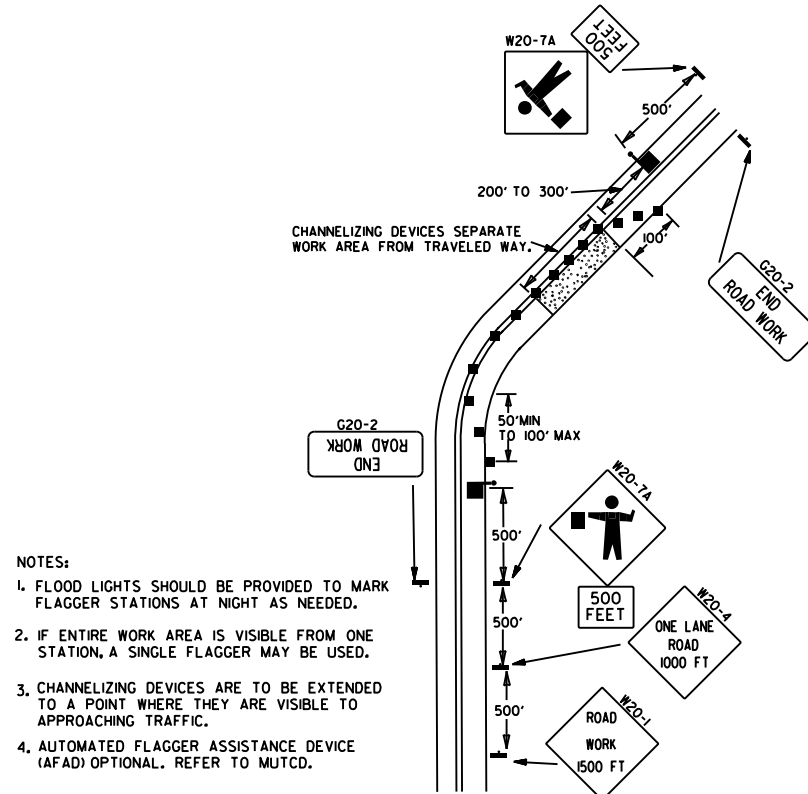 500
FEET
W20-7A
500'
200' TO 300'
CHANNELIZING DEVICES SEPARATE
WORK AREA FROM TRAVELED WAY.
100'
G20-2
END
ROAD WORK
50' MIN
TO 100' MAX
G20-2
END
ROAD WORK
W20-7A
500'
500
FEET
W20-4
500'
ONE LANE
ROAD
1000 FT
W20-1
500'
ROAD
WORK
1500 FT
NOTES:
1. FLOOD LIGHTS SHOULD BE PROVIDED TO MARK
FLAGGER STATIONS AT NIGHT AS NEEDED.
2. IF ENTIRE WORK AREA IS VISIBLE FROM ONE
STATION, A SINGLE FLAGGER MAY BE USED.
3. CHANNELIZING DEVICES ARE TO BE EXTENDED
TO A POINT WHERE THEY ARE VISIBLE TO
APPROACHING TRAFFIC.
4. AUTOMATED FLAGGER ASSISTANCE DEVICE
(AFAD) OPTIONAL. REFER TO MUTCD.